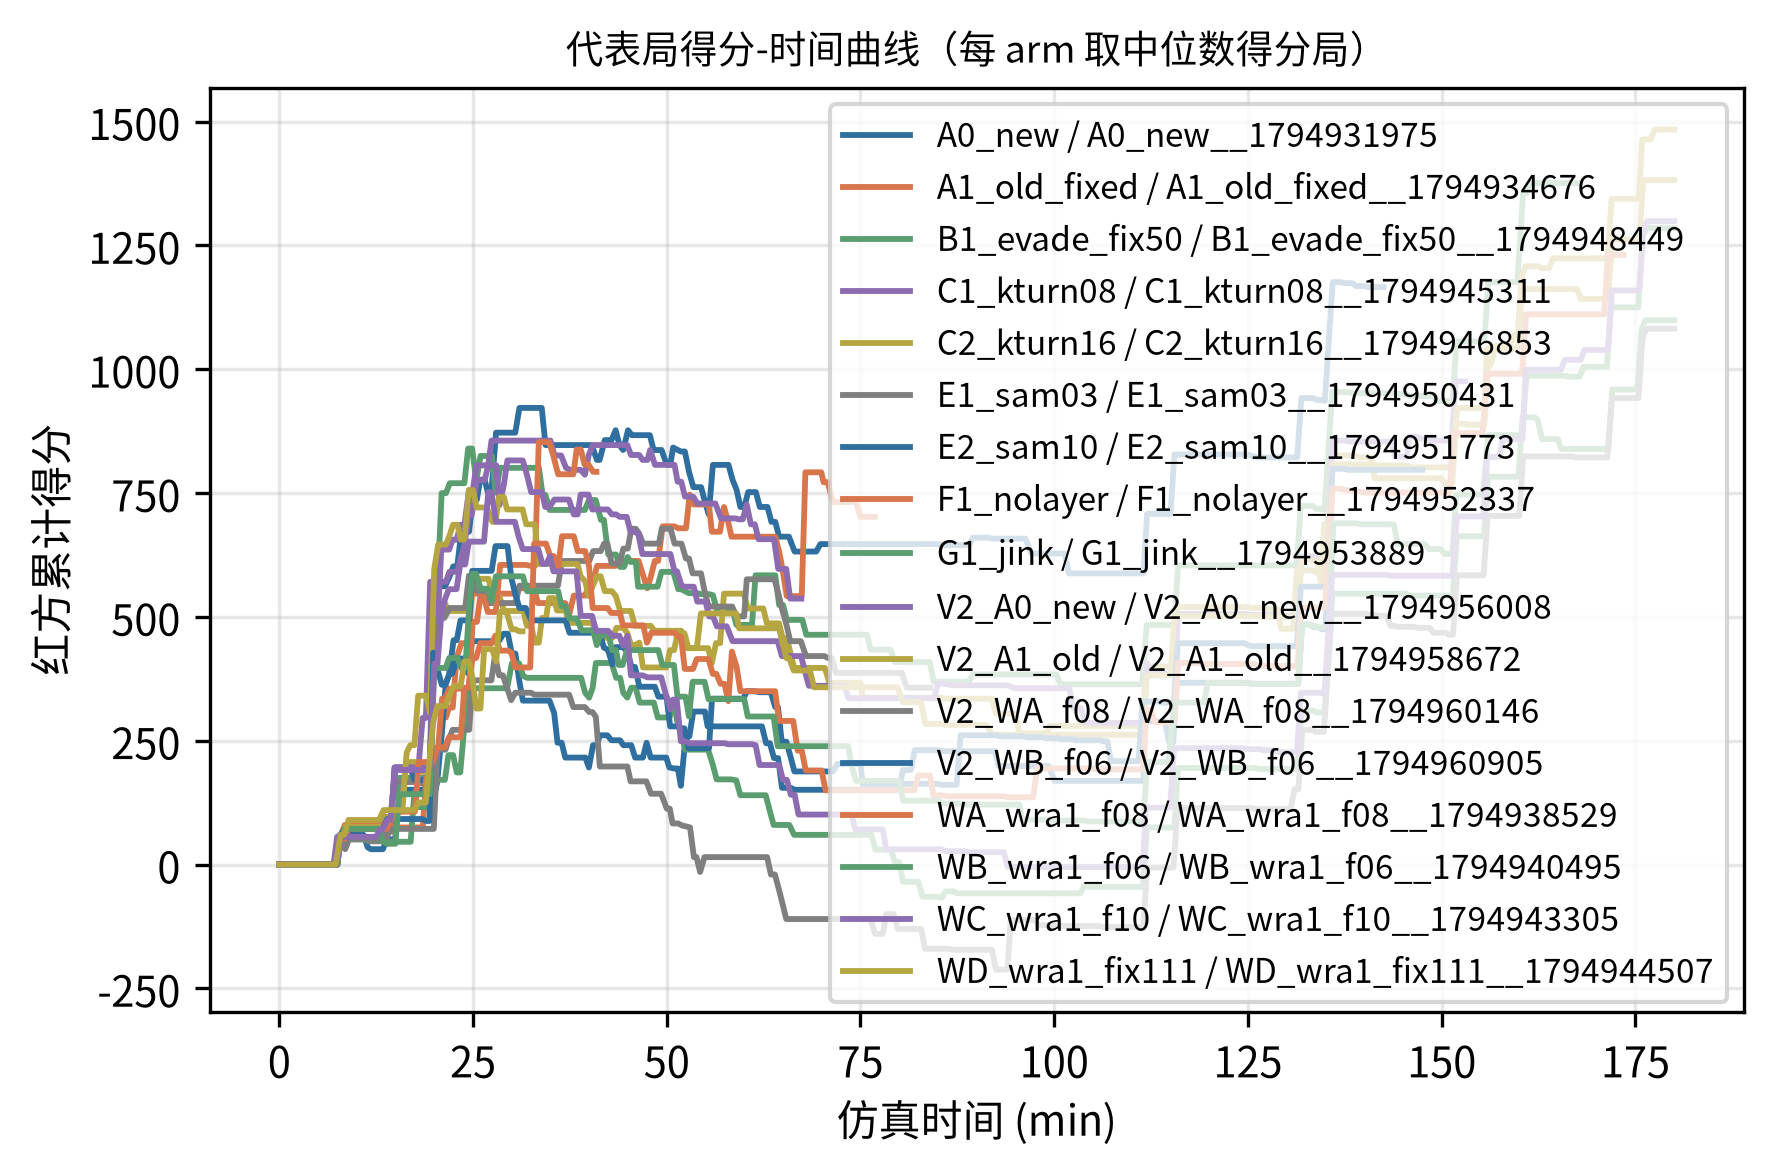 代表局得分-时间曲线（每 arm 取中位数得分局）
1500
1250
1000
750
500
250
0
-250
红方累计得分
A0_new / A0_new__1794931975
A1_old_fixed / A1_old_fixed__1794934676
B1_evade_fix50 / B1_evade_fix50__1794948449
C1_kturn08 / C1_kturn08__1794945311
C2_kturn16 / C2_kturn16__1794946853
E1_sam03 / E1_sam03__1794950431
E2_sam10 / E2_sam10__1794951773
F1_nolayer / F1_nolayer__1794952337
G1_jink / G1_jink__1794953889
V2_A0_new / V2_A0_new__1794956008
V2_A1_old / V2_A1_old__1794958672
V2_WA_f08 / V2_WA_f08__1794960146
V2_WB_f06 / V2_WB_f06__1794960905
WA_wra1_f08 / WA_wra1_f08__1794938529
WB_wra1_f06 / WB_wra1_f06__1794940495
WC_wra1_f10 / WC_wra1_f10__1794943305
WD_wra1_fix111 / WD_wra1_fix111__1794944507
0 25 50 75 100 125 150 175
仿真时间 (min)